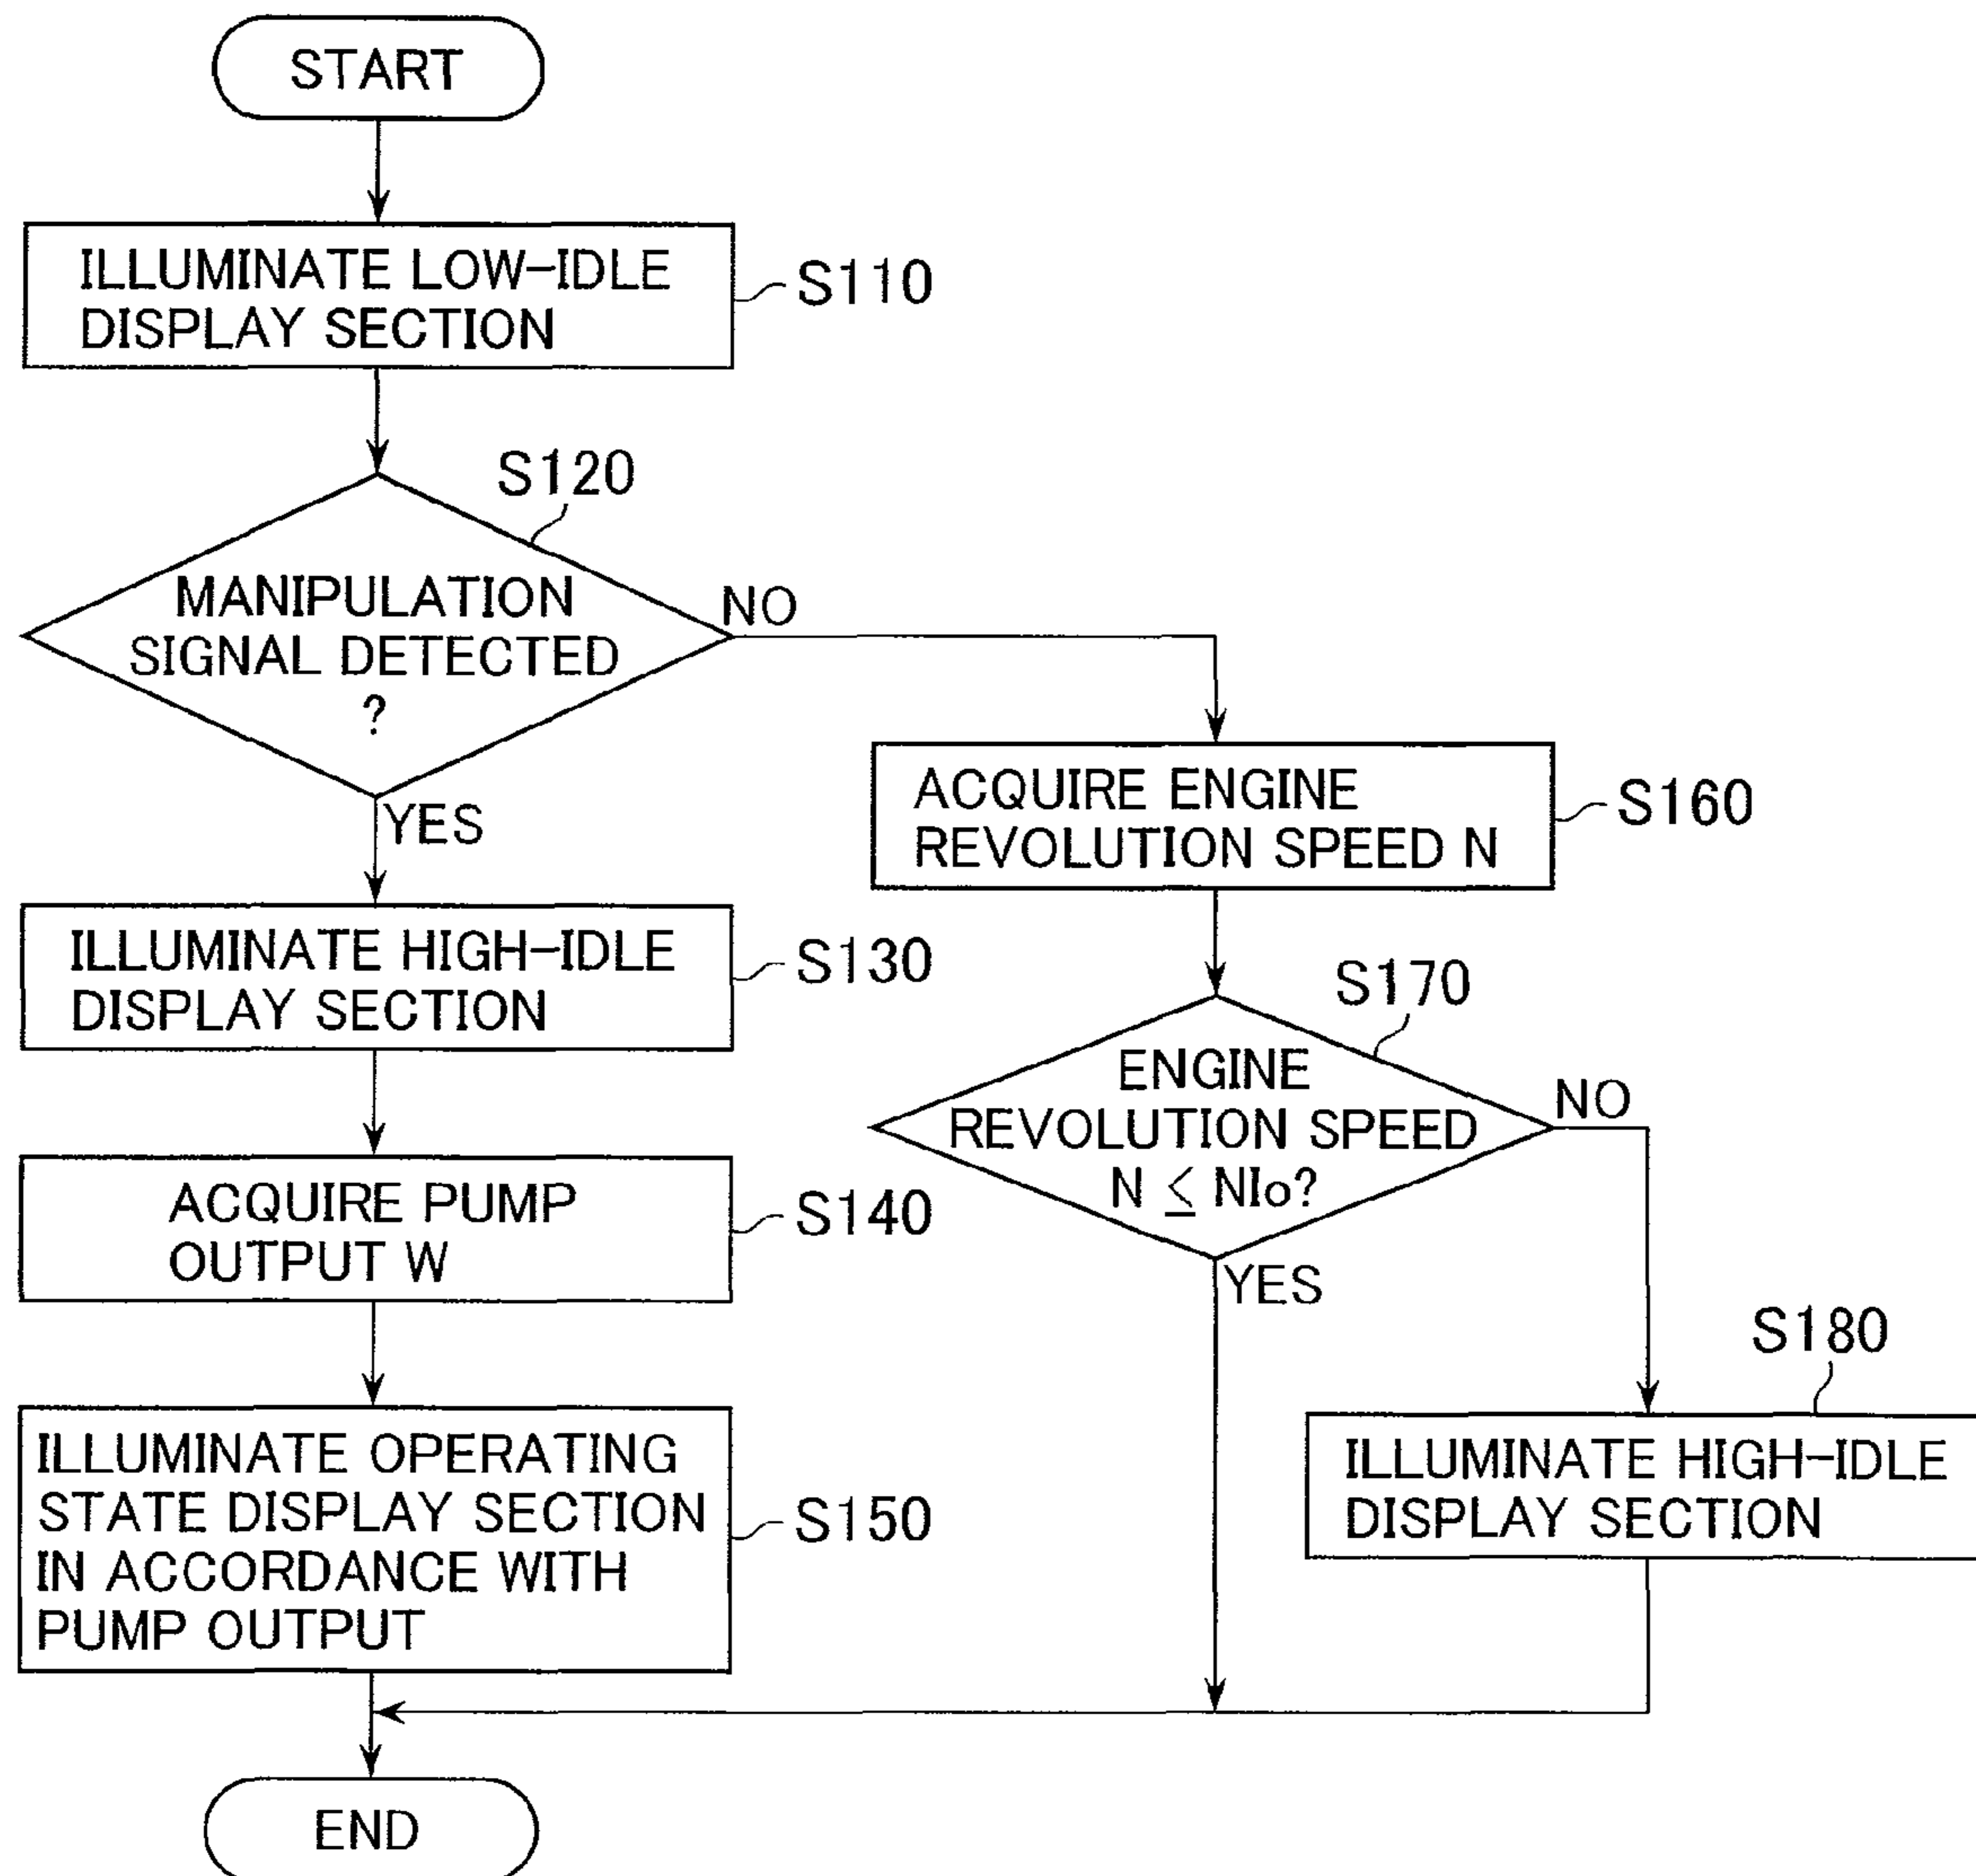 START
ILLUMINATE LOW-IDLE
DISPLAY SECTION
S110
S120
MANIPULATION
SIGNAL DETECTED
?
NO
YES
ILLUMINATE HIGH-IDLE
DISPLAY SECTION
S130
ACQUIRE PUMP
OUTPUT W
S140
ILLUMINATE OPERATING
STATE DISPLAY SECTION
IN ACCORDANCE WITH
PUMP OUTPUT
S150
ACQUIRE ENGINE
REVOLUTION SPEED N
S160
S170
ENGINE
REVOLUTION SPEED
N ≤ NIo?
NO
YES
S180
ILLUMINATE HIGH-IDLE
DISPLAY SECTION
END